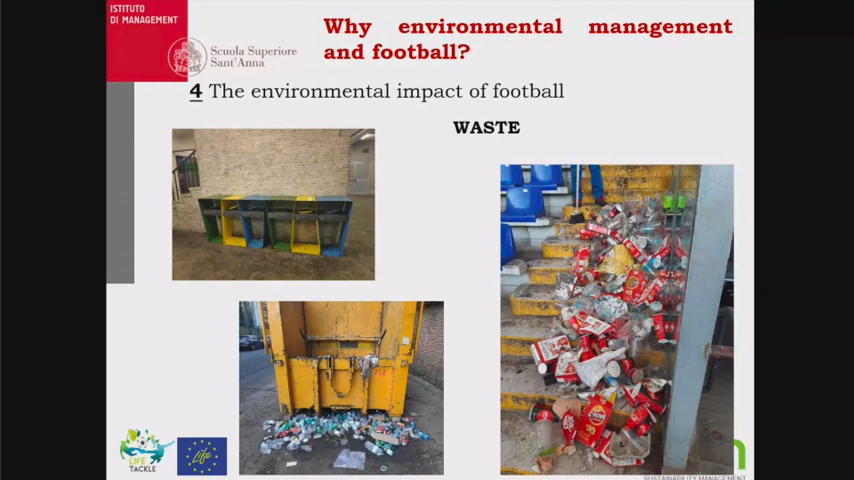 ISTITUTO
DI MANAGEMENT
Scuola Superiore
Sant'Anna
Why environmental management
and football?
4 The environmental impact of football
WASTE
LIFE
TACKLE
Life
SUSTAINABILITY MANAGEMENT